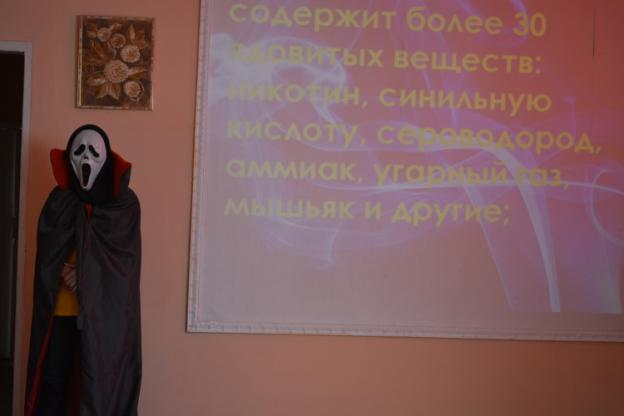 содержит более 30
ядовитых веществ:
никотин, синильную
кислоту, сероводород,
аммиак, угарный газ,
мышьяк и другие;